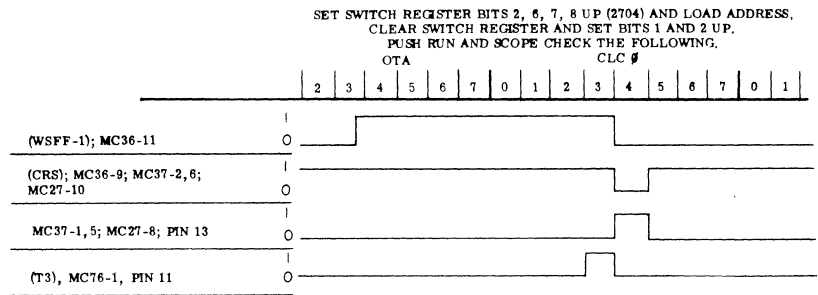 SET SWITCH REGISTER BITS 2, 6, 7, 8 UP (2704) AND LOAD ADDRESS,
CLEAR SWITCH REGISTER AND SET BITS 1 AND 2 UP.
PUSH RUN AND SCOPE CHECK THE FOLLOWING.
OTA CLC Ø
2 3 4 5 6 7 0 1 2 3 4 5 6 7 0 1
1
(WSFF-1); MC36-11 0
1
(CRS); MC36-9; MC37-2,6;
MC27-10 0
1
MC37-1,5; MC27-8; PIN 13 0
1
(T3), MC76-1, PIN 11 0